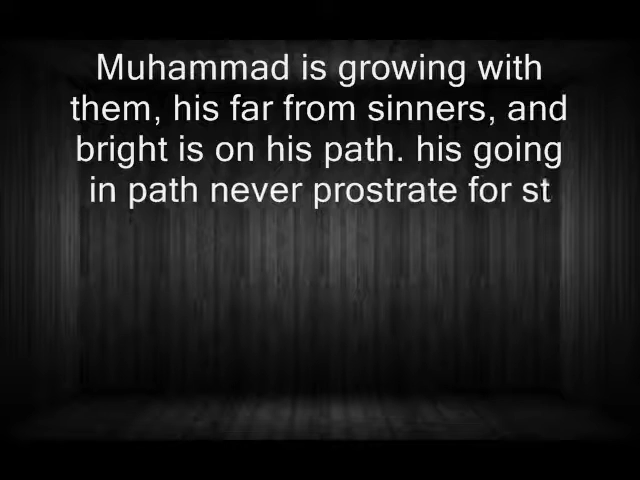 Muhammad is growing with
them, his far from sinners, and
bright is on his path. his going
in path never prostrate for st